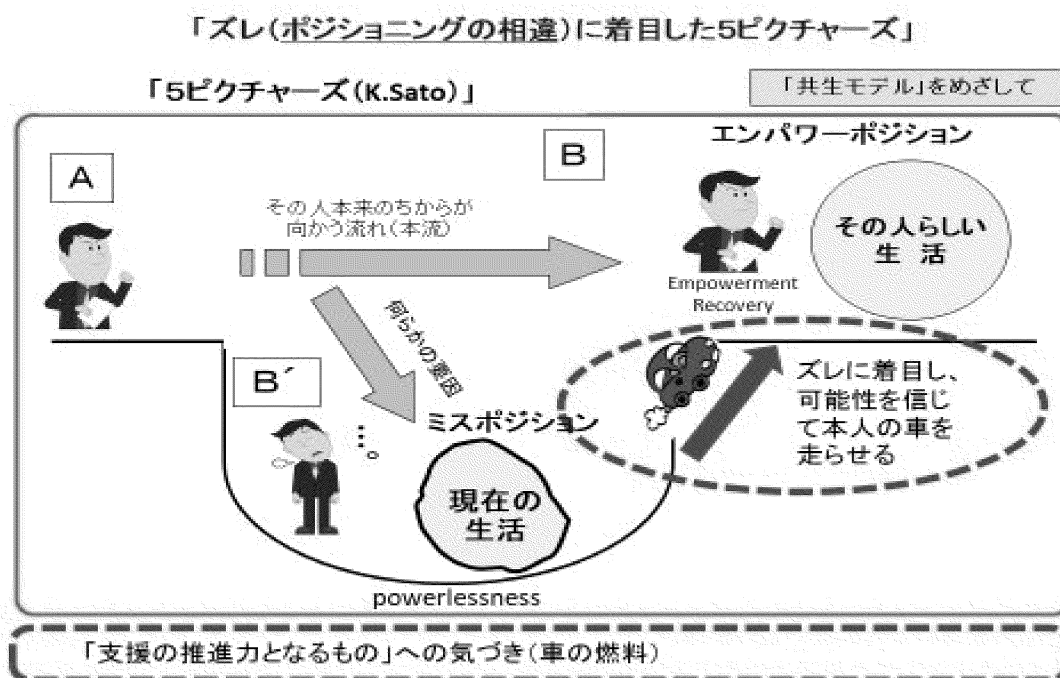 「ズレ(ポジショニングの相違)に着目した5ピクチャーズ」
「5ピクチャーズ(K.Sato)」
「共生モデル」をめざして
A
B
エンパワーポジション
その人本来のちからが
向かう流れ(本流)
その人らしい
生 活
Empowerment
Recovery
何らかの要因
B´
…。
ミスポジション
現在の
生活
powerlessness
ズレに着目し、
可能性を信じ
て本人の車を
走らせる
「支援の推進力となるもの」への気づき(車の燃料)